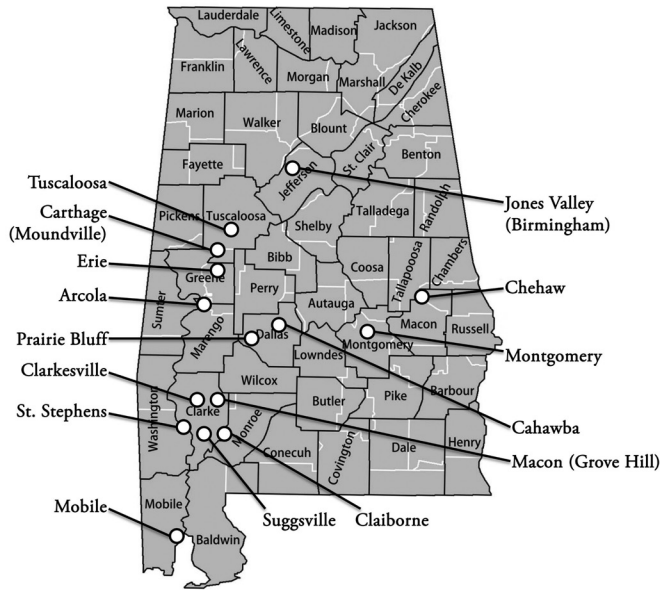 Lauderdale
Limestone
Madison
Jackson
Franklin
Lawrence
Morgan
Marshall
De Kalb
Cherokee
Marion
Walker
Blount
St. Clair
Benton
Fayette
Jefferson
Tuscaloosa
Carthage
(Moundville)
Erie
Arcola
Prairie Bluff
Clarkesville
St. Stephens
Mobile
Pickens
Tuscaloosa
Shelby
Talladega
Randolph
Jones Valley
(Birmingham)
Bibb
Greene
Perry
Coosa
Tallapoosa
Chambers
Chehaw
Sumter
Marengo
Autauga
Dallas
Montgomery
Macon
Russell
Montgomery
Lowndes
Wilcox
Butler
Pike
Barbour
Cahawba
Washington
Clarke
Monroe
Conecuh
Covington
Dale
Henry
Macon (Grove Hill)
Suggsville
Claiborne
Mobile
Baldwin